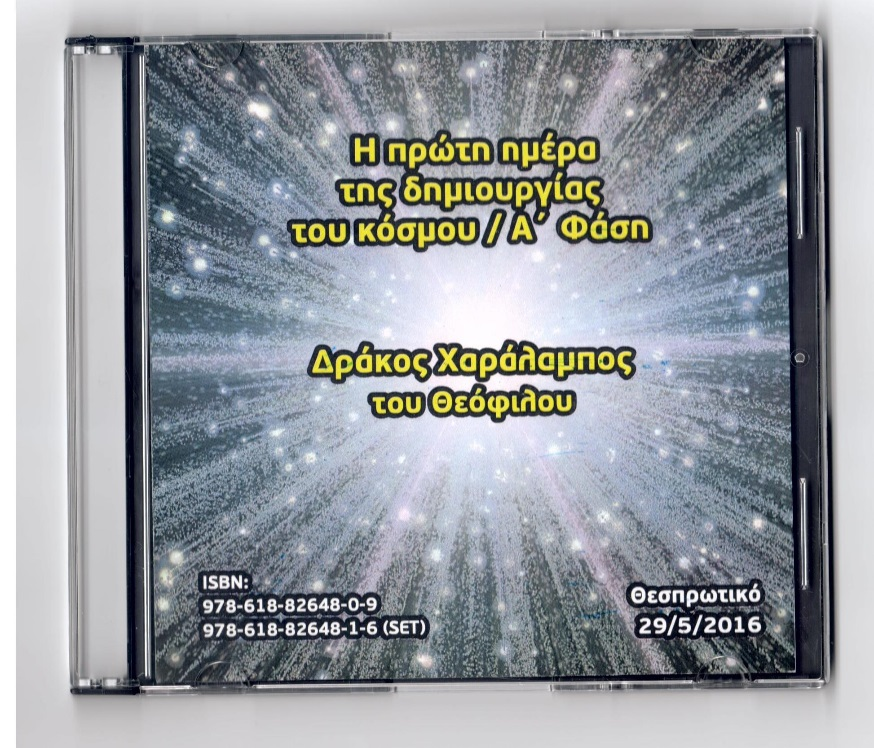 Η πρώτη ημέρα
της δημιουργίας
του κόσμου / Α΄ Φάση
Δράκος Χαράλαμπος
του Θεόφιλου
ISBN:
978-618-82648-0-9
978-618-82648-1-6 (SET)
Θεσπρωτικό
29/5/2016